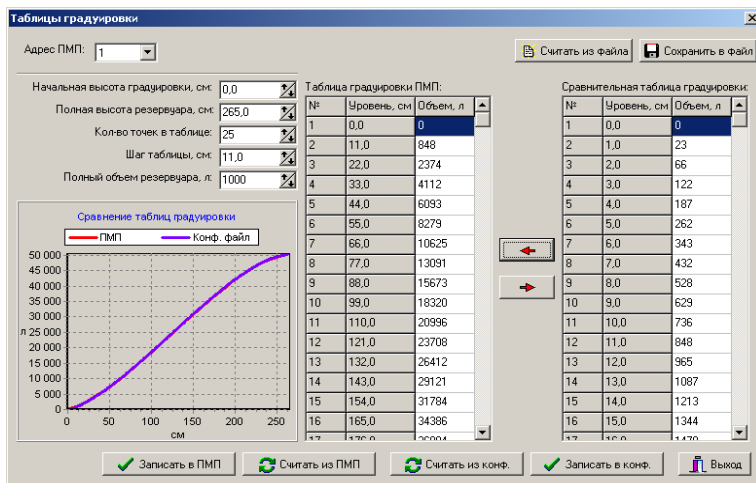 Таблицы градуировки
Адрес ПМП: 1
Считать из файла
Сохранить в файл
Начальная высота градуировки, см: 0,0
Полная высота резервуара, см: 265,0
Кол-во точек в таблице: 25
Шаг таблицы, см: 11,0
Полный объем резервуара, л: 1000
Сравнение таблиц градуировки
ПМП Конф. файл
50 000
45 000
40 000
35 000
30 000
л 25 000
20 000
15 000
10 000
5 000
0
0 50 100 150 200 250
см
Таблица градуировки ПМП:
№ Уровень, см Объем, л
1 0,0 0
2 11,0 848
3 22,0 2374
4 33,0 4112
5 44,0 6093
6 55,0 8279
7 66,0 10625
8 77,0 13091
9 88,0 15673
10 99,0 18320
11 110,0 20996
12 121,0 23708
13 132,0 26412
14 143,0 29121
15 154,0 31784
16 165,0 34386
17 176,0
Сравнительная таблица градуировки:
№ Уровень, см Объем, л
1 0,0 0
2 1,0 23
3 2,0 66
4 3,0 122
5 4,0 187
6 5,0 262
7 6,0 343
8 7,0 432
9 8,0 528
10 9,0 629
11 10,0 736
12 11,0 848
13 12,0 965
14 13,0 1087
15 14,0 1213
16 15,0 1344
17 16,0
Записать в ПМП
Считать из ПМП
Считать из конф.
Записать в конф.
Выход